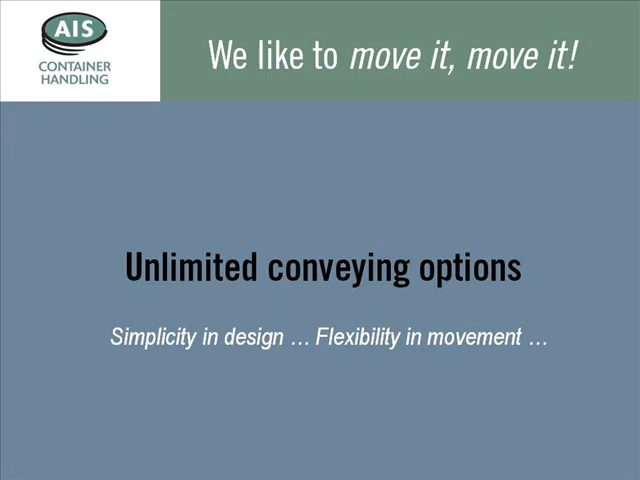 AIS
CONTAINER
HANDLING
We like to move it, move it!
Unlimited conveying options
Simplicity in design … Flexibility in movement …